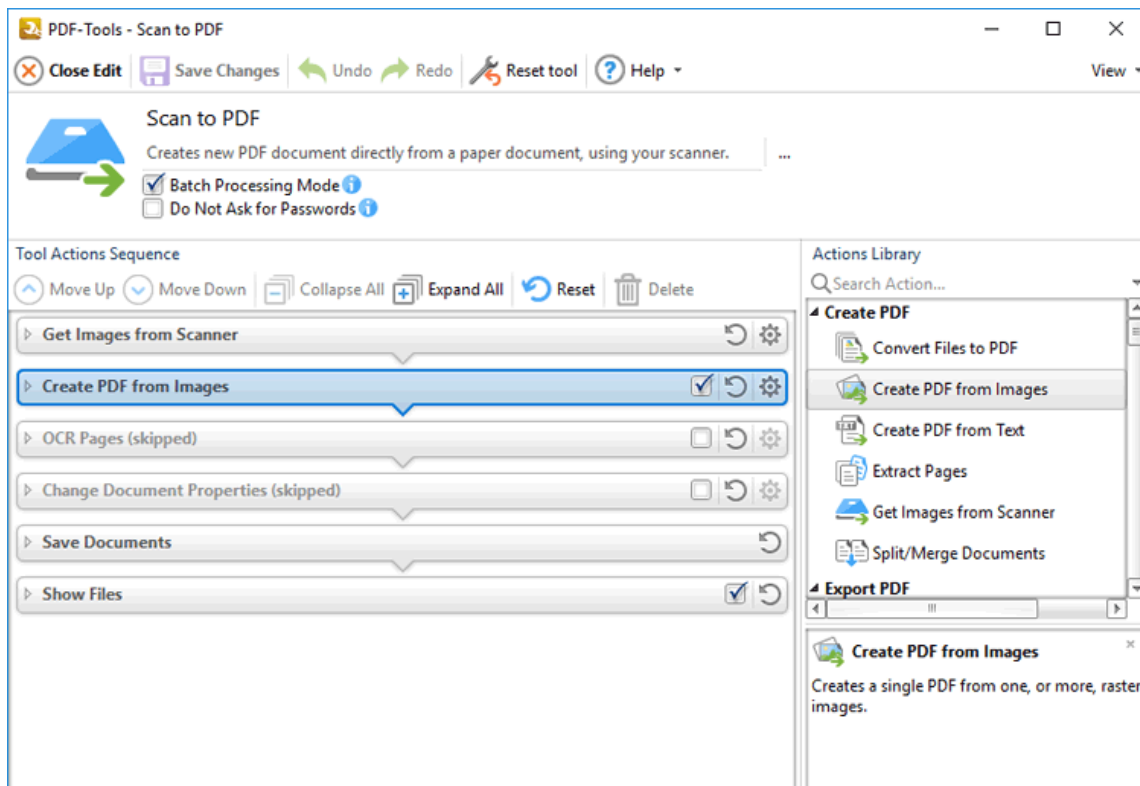 PDF-Tools - Scan to PDF
Close Edit Save Changes Undo Redo Reset tool Help View
Scan to PDF
Creates new PDF document directly from a paper document, using your scanner. ...
Batch Processing Mode
Do Not Ask for Passwords
Tool Actions Sequence
Move Up Move Down Collapse All Expand All Reset Delete
Get Images from Scanner
Create PDF from Images
OCR Pages (skipped)
Change Document Properties (skipped)
Save Documents
Show Files
Actions Library
Search Action...
Create PDF
Convert Files to PDF
Create PDF from Images
Create PDF from Text
Extract Pages
Get Images from Scanner
Split/Merge Documents
Export PDF
Create PDF from Images
Creates a single PDF from one, or more, raster
images.